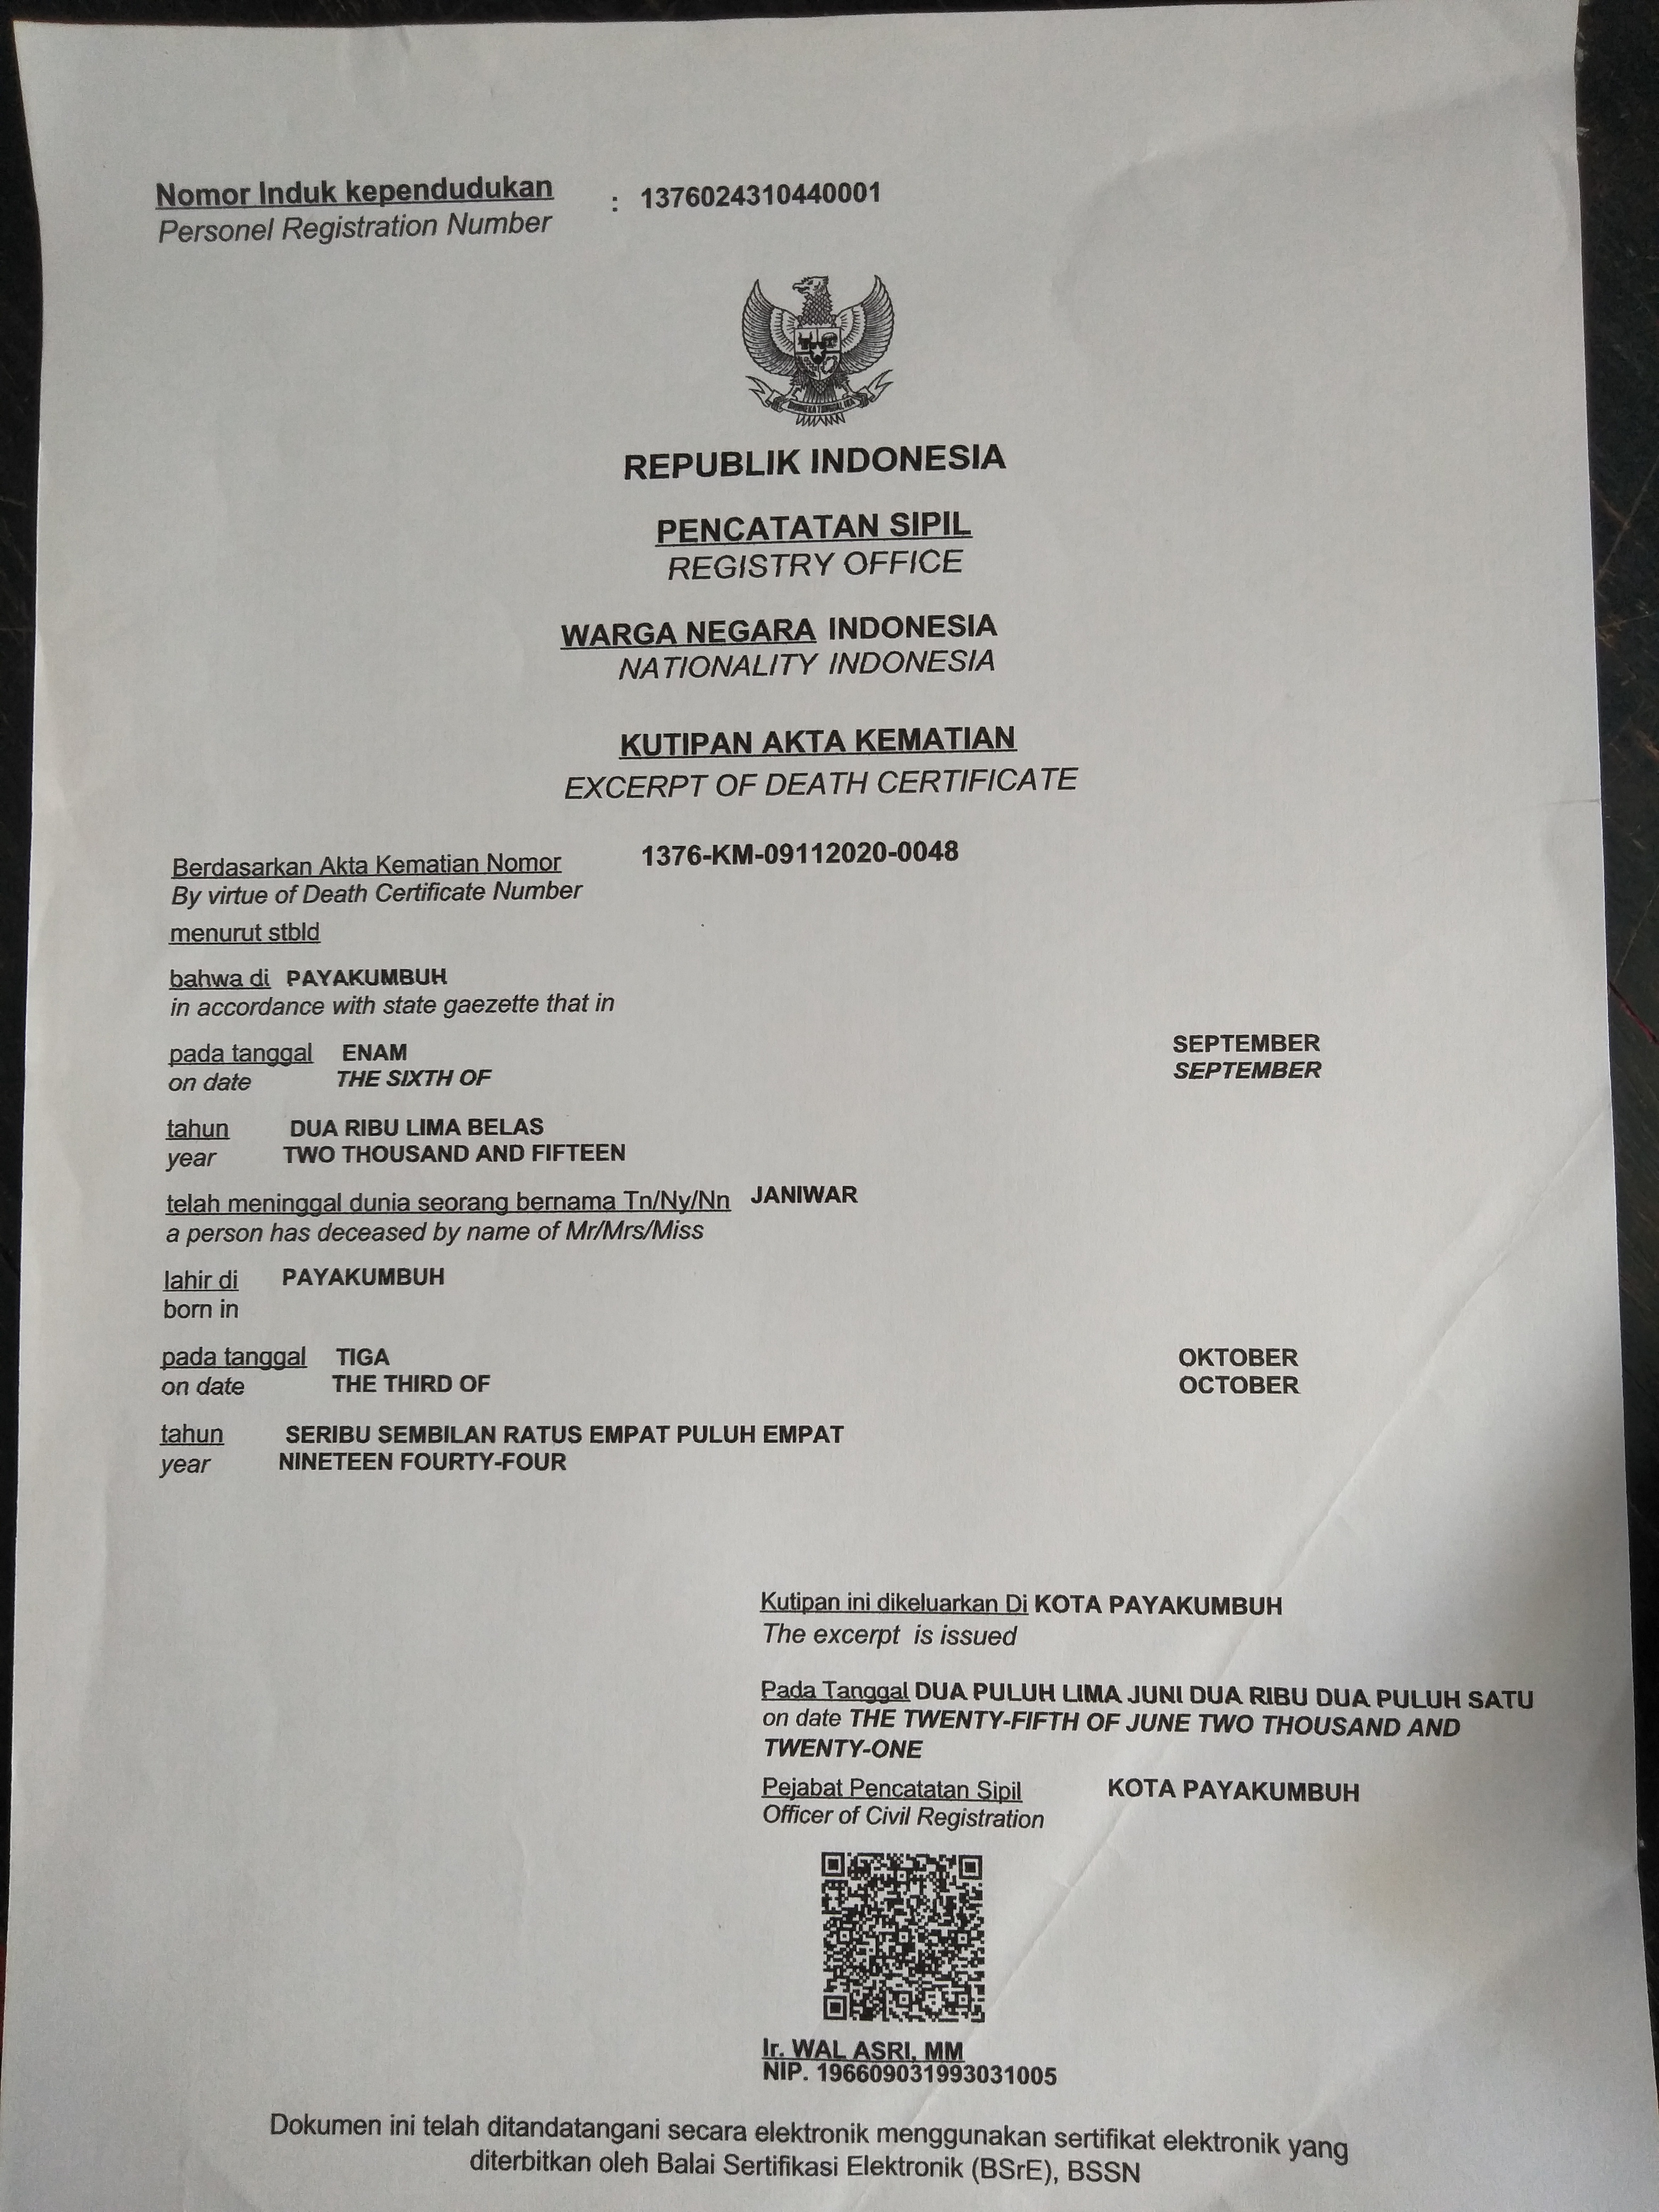 Nomor Induk kependudukan : 1376024310440001
Personel Registration Number
BHINNEKA TUNGGAL IKA
REPUBLIK INDONESIA
PENCATATAN SIPIL
REGISTRY OFFICE
WARGA NEGARA INDONESIA
NATIONALITY INDONESIA
KUTIPAN AKTA KEMATIAN
EXCERPT OF DEATH CERTIFICATE
Berdasarkan Akta Kematian Nomor 1376-KM-09112020-0048
By virtue of Death Certificate Number
menurut stbld
bahwa di PAYAKUMBUH
in accordance with state gaezette that in
pada tanggal ENAM SEPTEMBER
on date THE SIXTH OF SEPTEMBER
tahun DUA RIBU LIMA BELAS
year TWO THOUSAND AND FIFTEEN
telah meninggal dunia seorang bernama Tn/Ny/Nn JANIWAR
a person has deceased by name of Mr/Mrs/Miss
lahir di PAYAKUMBUH
born in
pada tanggal TIGA OKTOBER
on date THE THIRD OF OCTOBER
tahun SERIBU SEMBILAN RATUS EMPAT PULUH EMPAT
year NINETEEN FOURTY-FOUR
Kutipan ini dikeluarkan Di KOTA PAYAKUMBUH
The excerpt is issued
Pada Tanggal DUA PULUH LIMA JUNI DUA RIBU DUA PULUH SATU
on date THE TWENTY-FIFTH OF JUNE TWO THOUSAND AND
TWENTY-ONE
Pejabat Pencatatan Sipil KOTA PAYAKUMBUH
Officer of Civil Registration
Ir. WAL ASRI, MM
NIP. 196609031993031005
Dokumen ini telah ditandatangani secara elektronik menggunakan sertifikat elektronik yang
diterbitkan oleh Balai Sertifikasi Elektronik (BSrE), BSSN